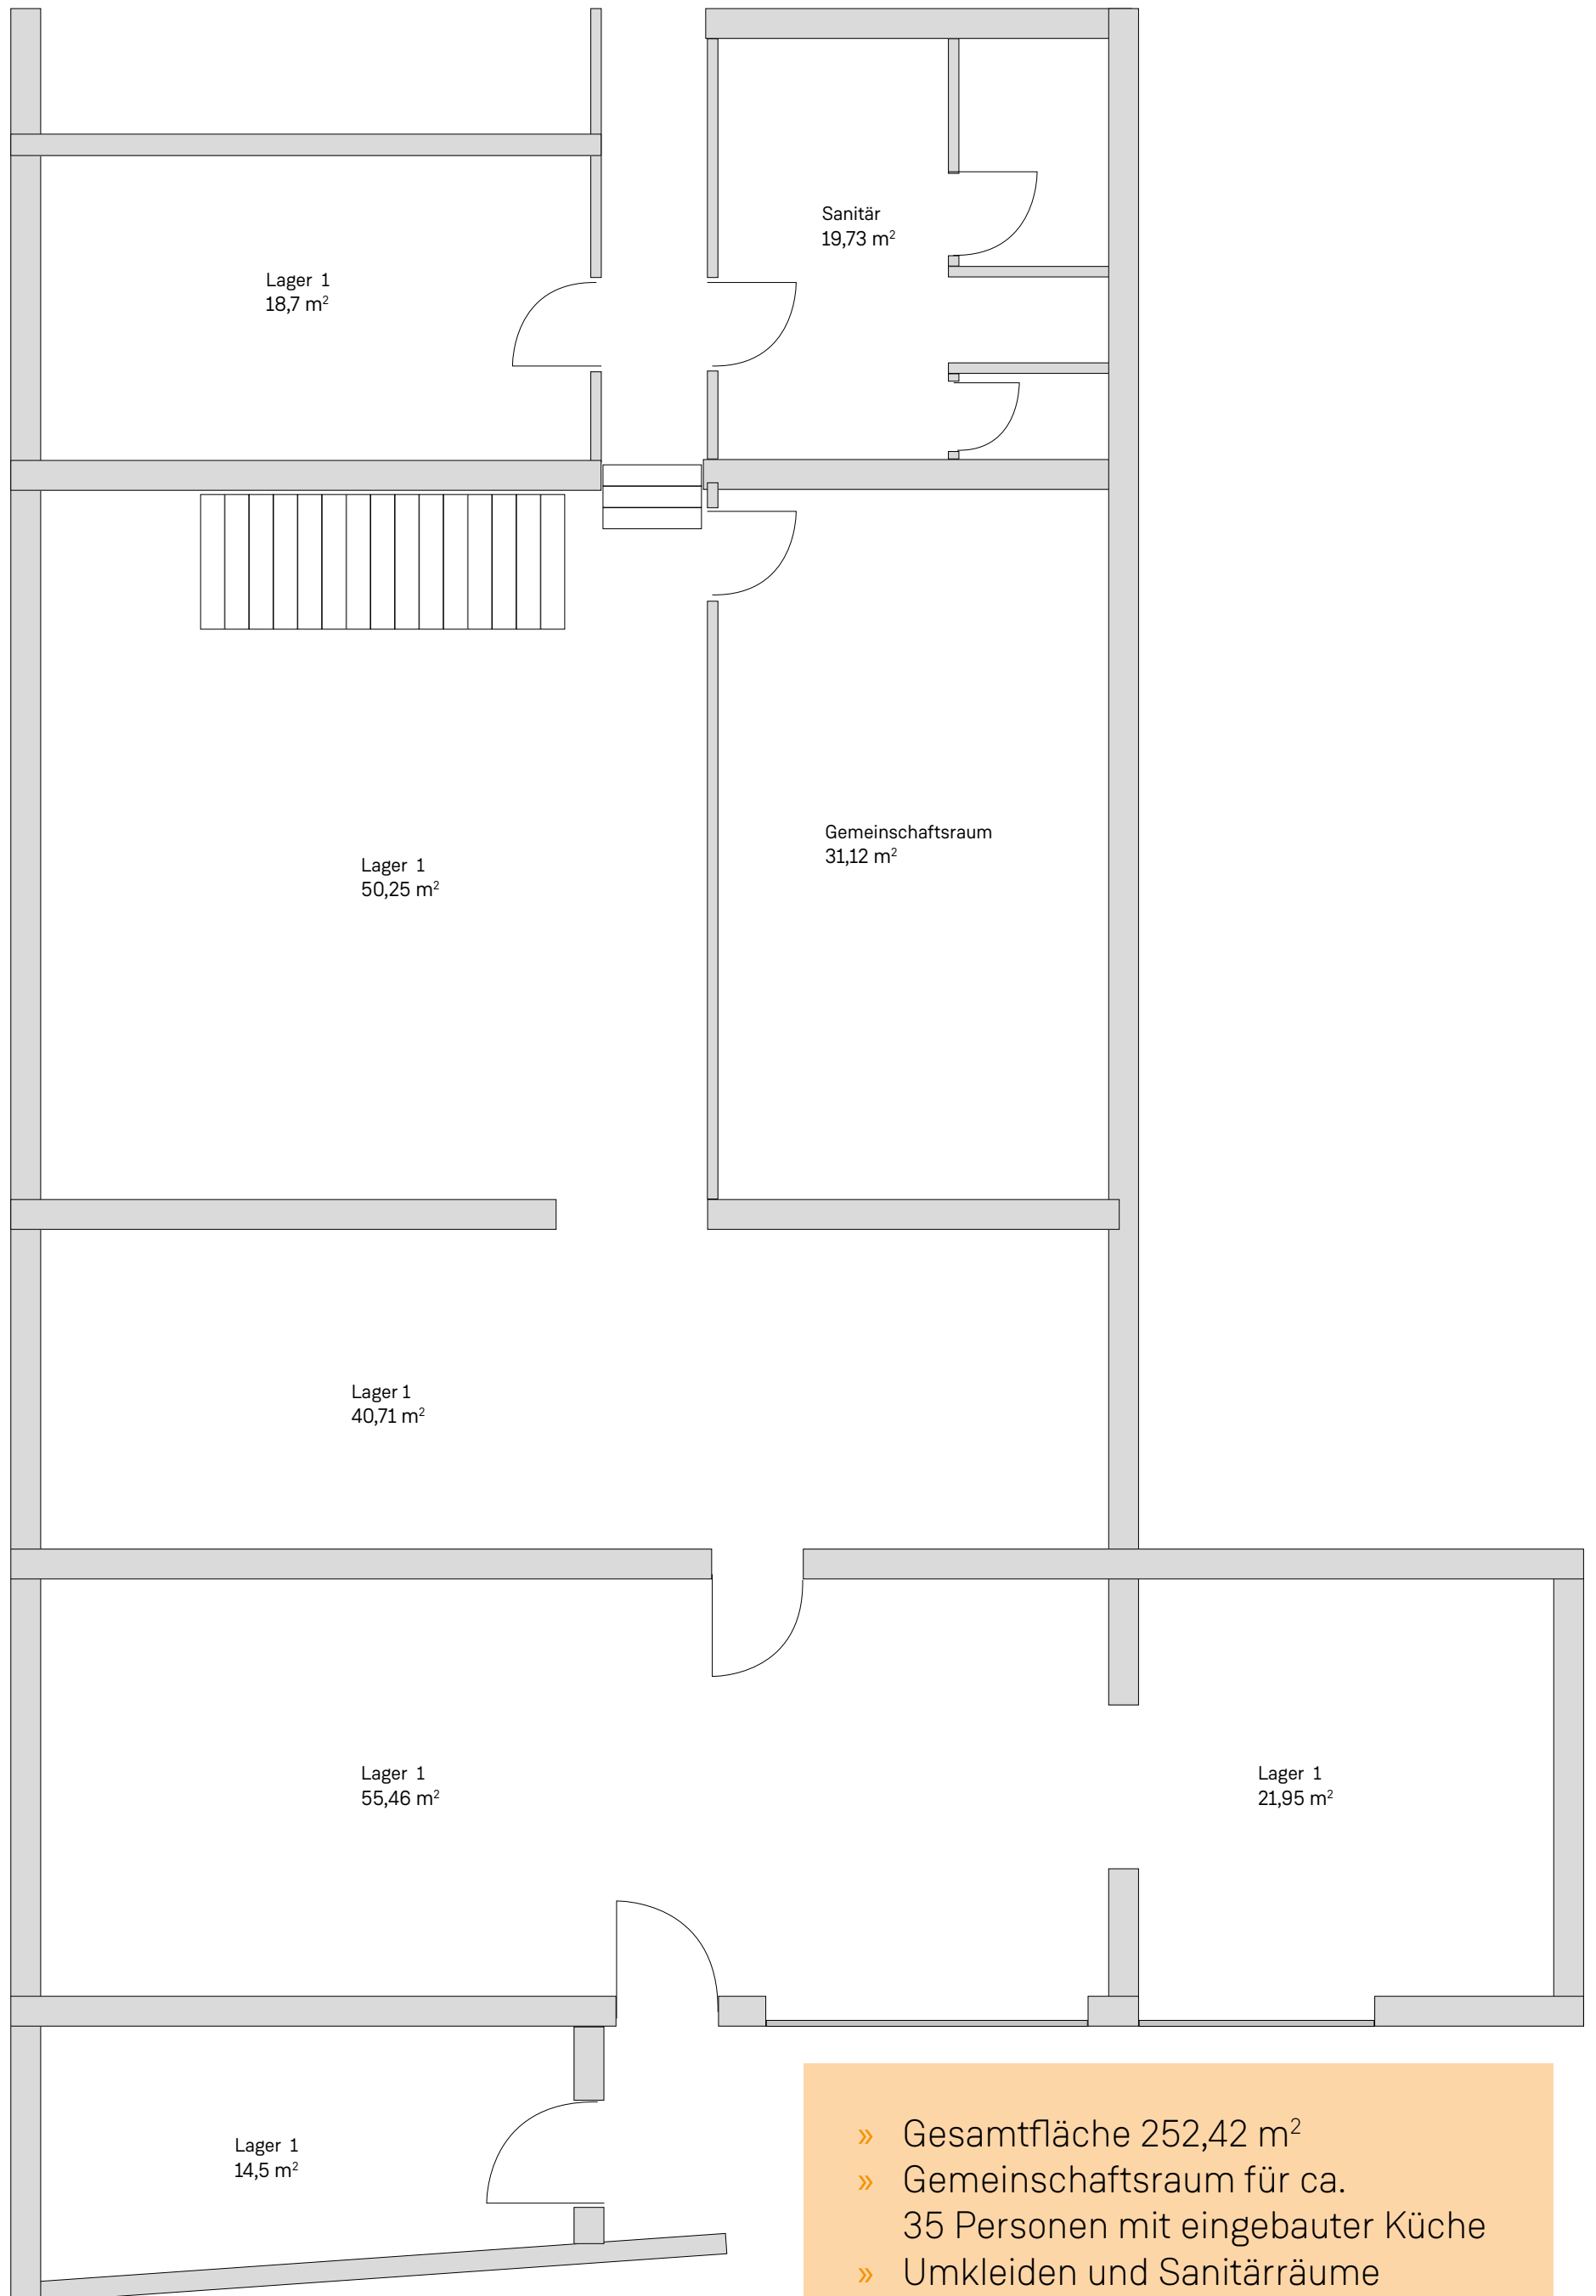 Sanitär
19,73 m²
Lager 1
18,7 m²
Gemeinschaftsraum
31,12 m²
Lager 1
50,25 m²
Lager 1
40,71 m²
Lager 1
55,46 m²
Lager 1
21,95 m²
Lager 1
14,5 m²
» Gesamtfläche 252,42 m²
» Gemeinschaftsraum für ca.
35 Personen mit eingebauter Küche
» Umkleiden und Sanitärräume